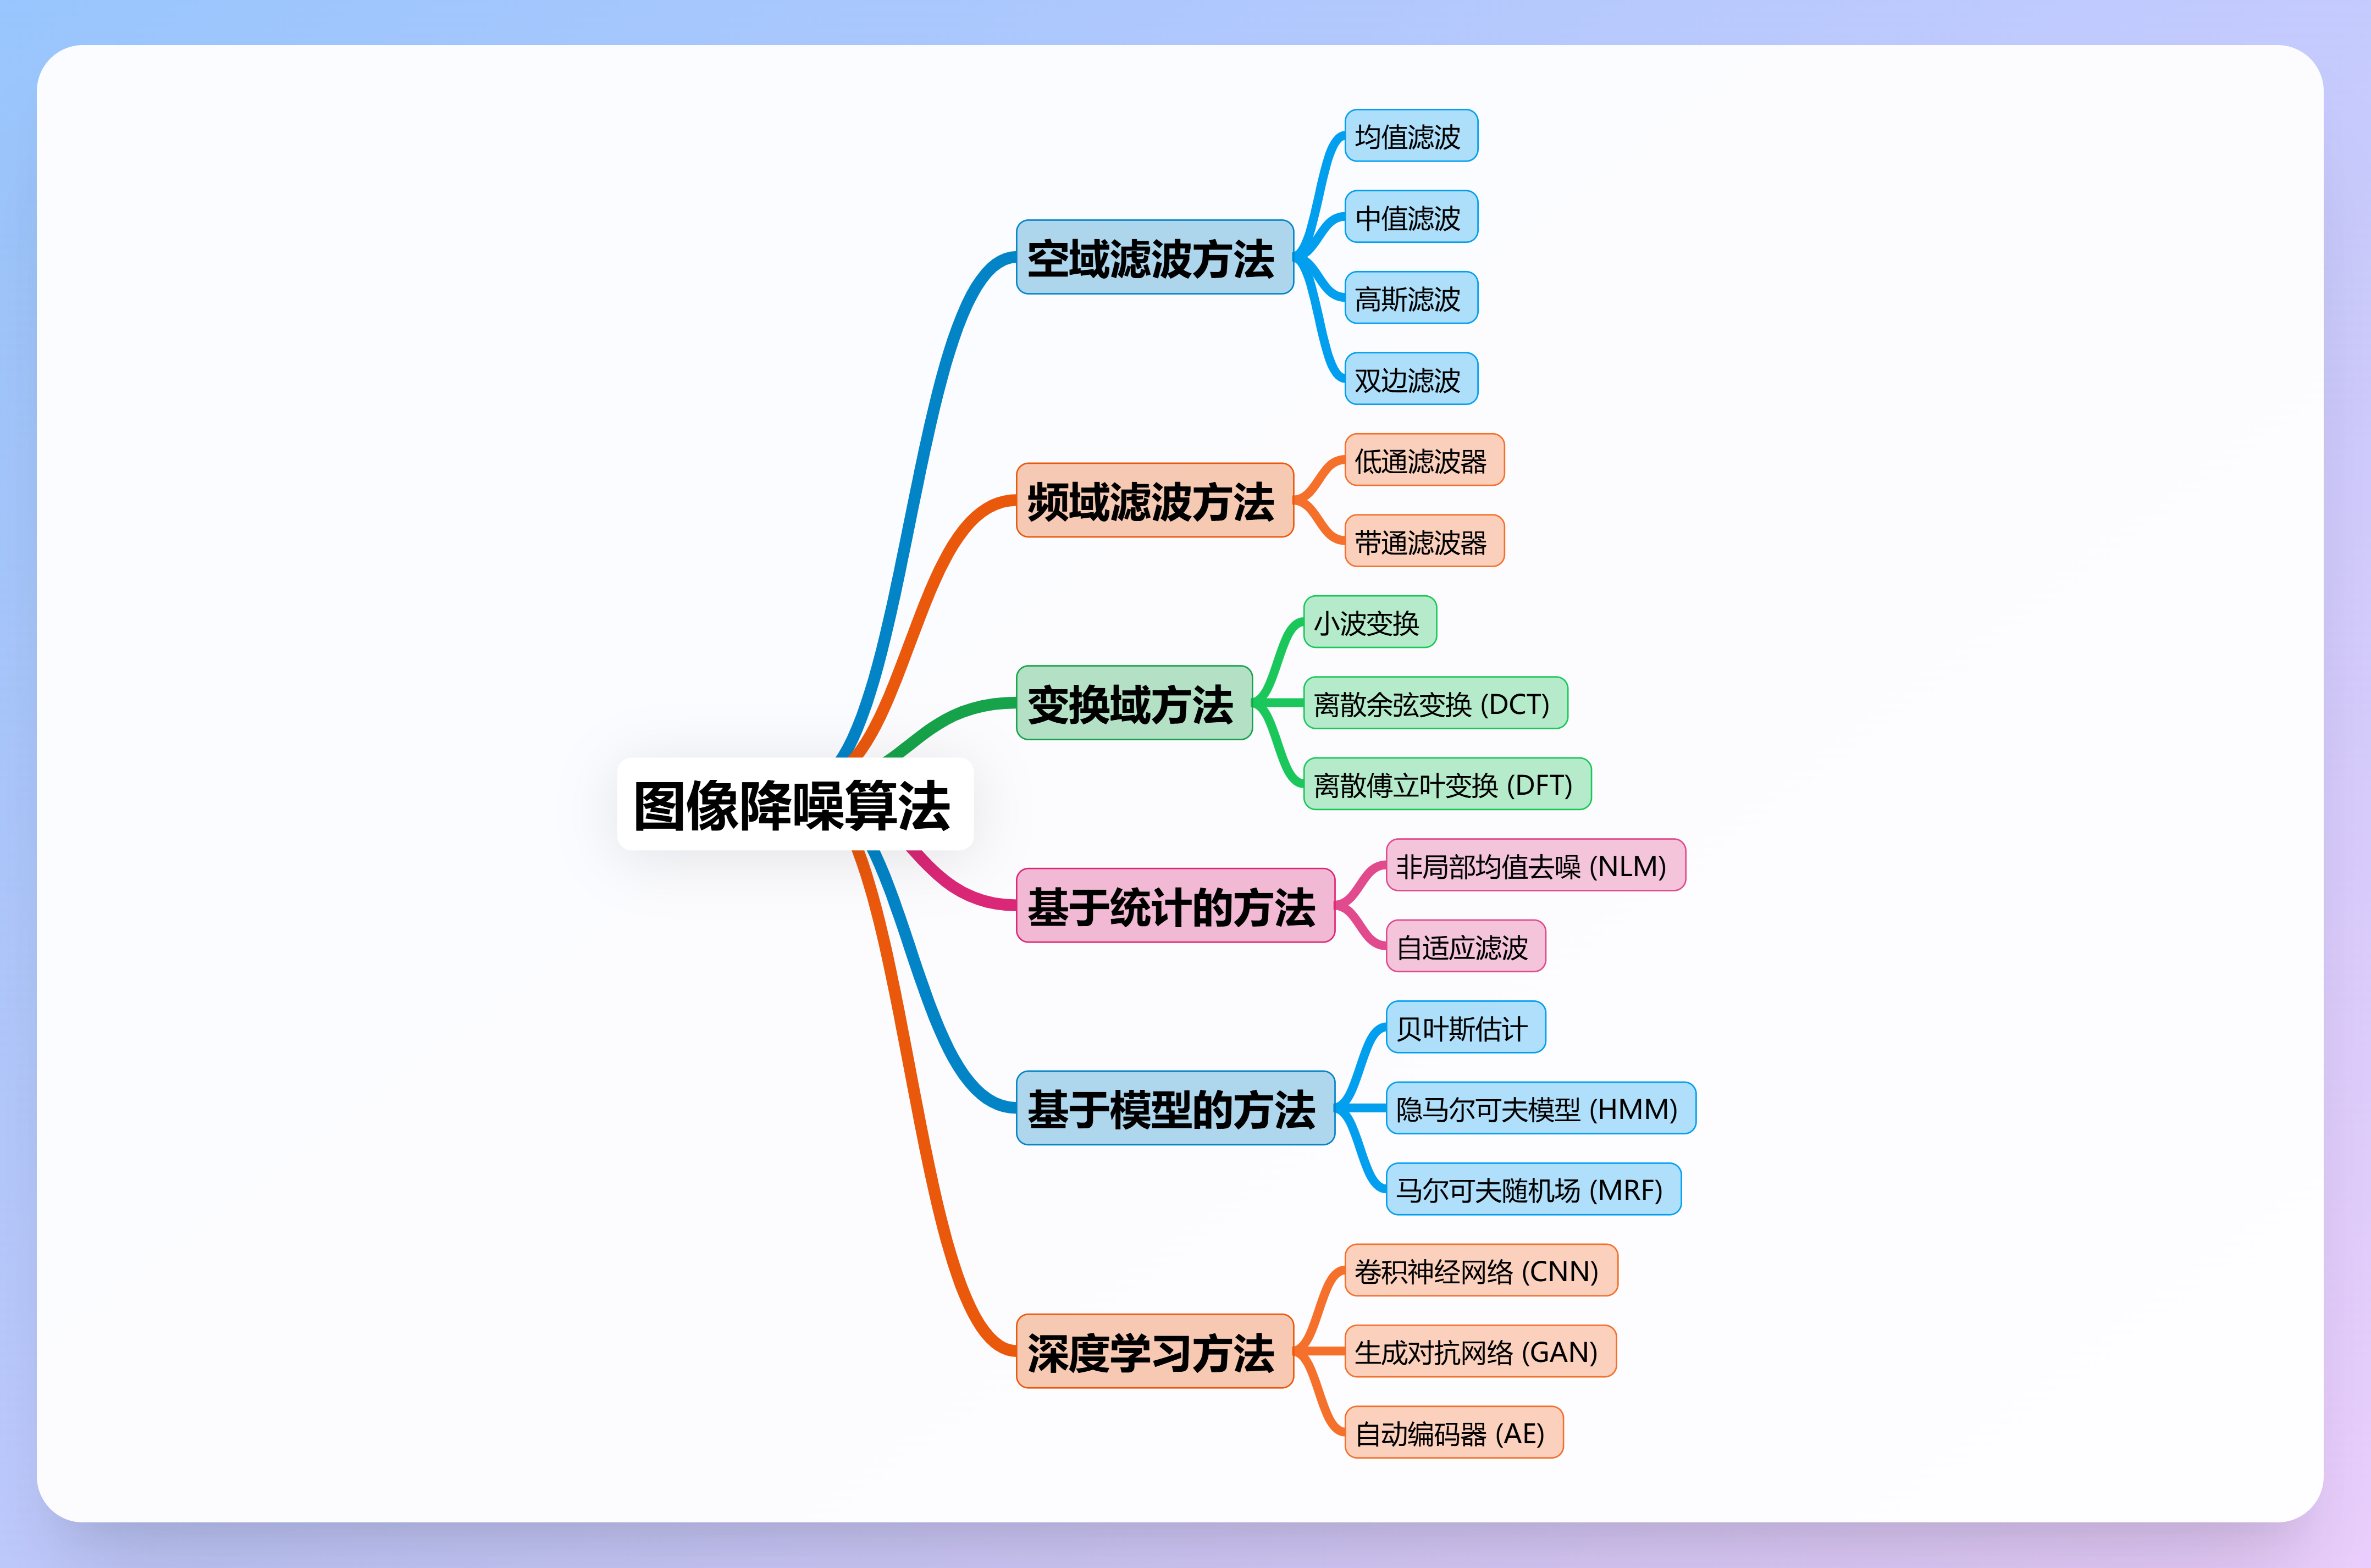 图像降噪算法
空域滤波方法
均值滤波
中值滤波
高斯滤波
双边滤波
频域滤波方法
低通滤波器
带通滤波器
变换域方法
小波变换
离散余弦变换 (DCT)
离散傅立叶变换 (DFT)
基于统计的方法
非局部均值去噪 (NLM)
自适应滤波
基于模型的方法
贝叶斯估计
隐马尔可夫模型 (HMM)
马尔可夫随机场 (MRF)
深度学习方法
卷积神经网络 (CNN)
生成对抗网络 (GAN)
自动编码器 (AE)